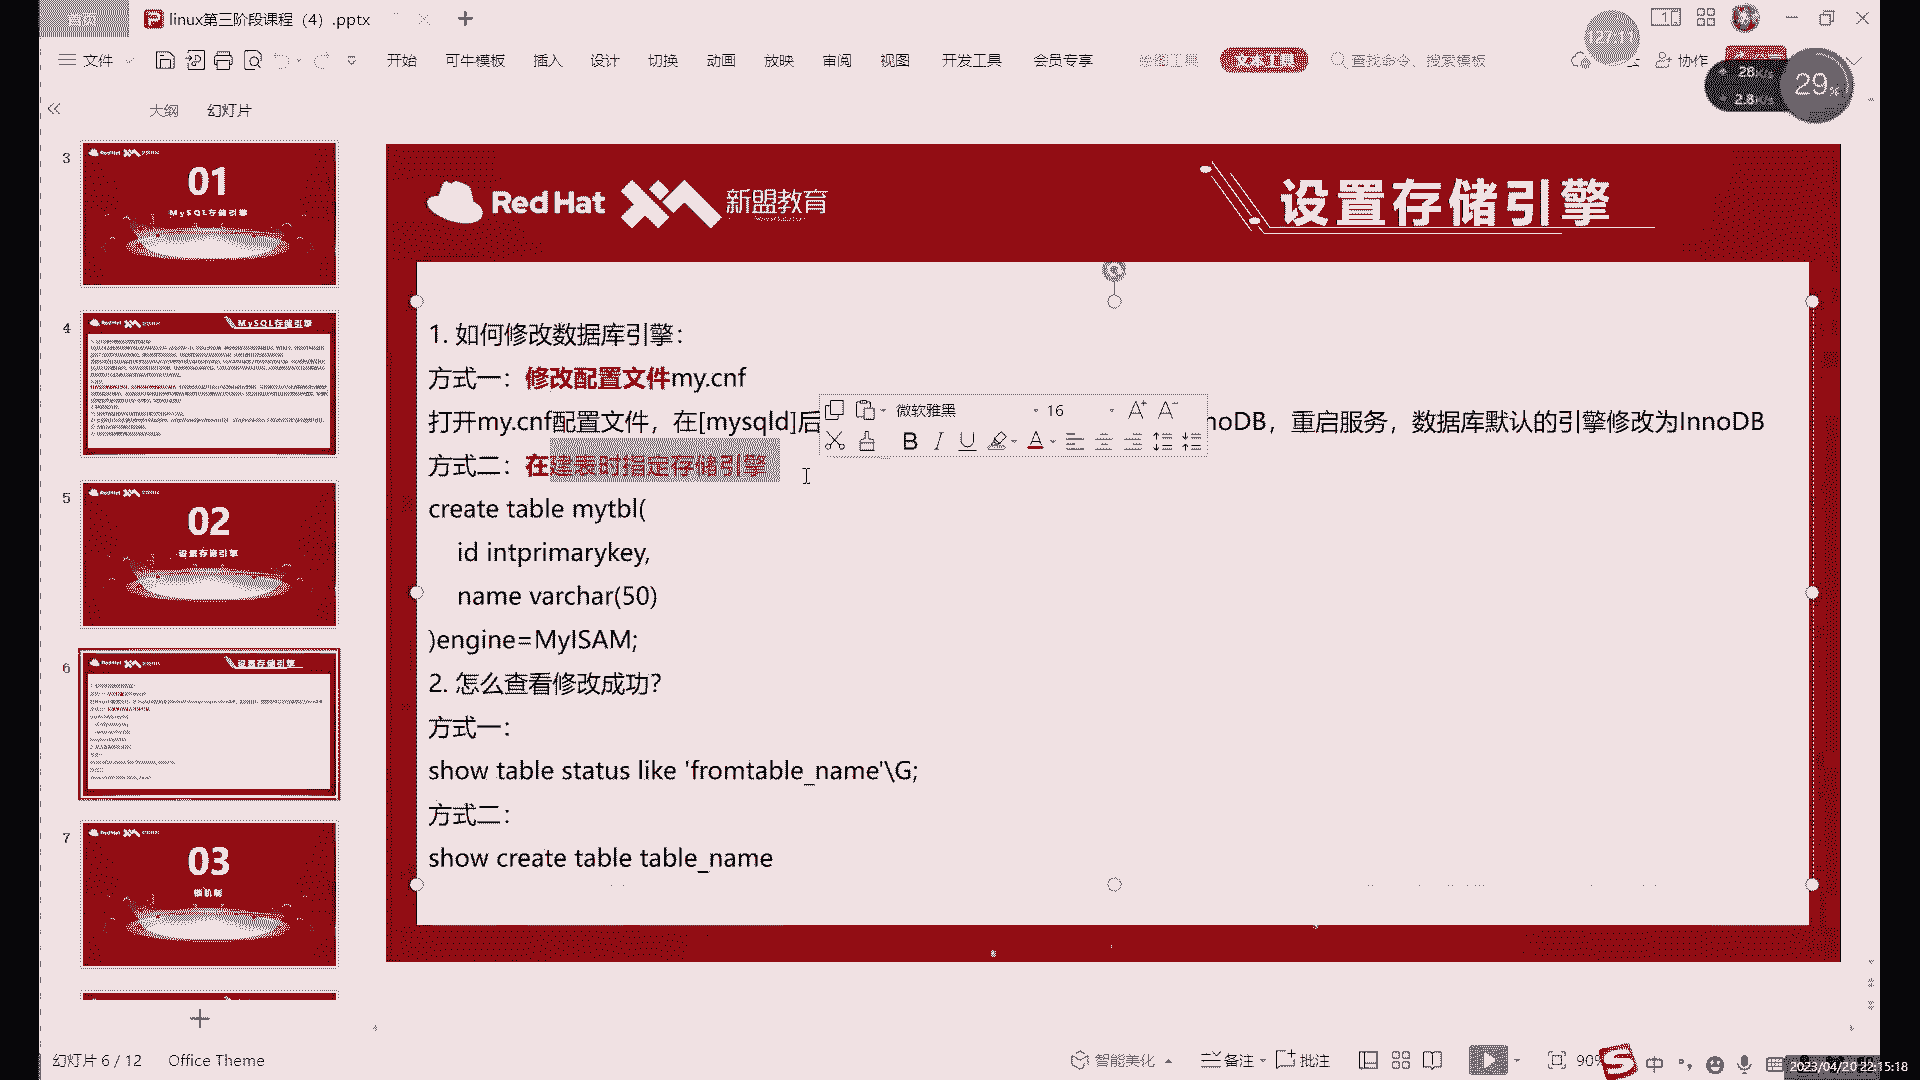 首页
linux第三阶段课程（4）.pptx
文件
开始
可牛模板
插入
设计
切换
动画
放映
审阅
视图
开发工具
会员专享
绘图工具
文本工具
查找命令、搜索模板
协作
28K/s
2.8K/s
29%
大纲
幻灯片
3
01
MySQL存储引擎
4
MySQL存储引擎
5
02
设置存储引擎
6
设置存储引擎
7
03
锁机制
Red Hat
新盟教育
设置存储引擎
1. 如何修改数据库引擎：
方式一：修改配置文件my.cnf
打开my.cnf配置文件，在[mysqld]后
noDB，重启服务，数据库默认的引擎修改为InnoDB
微软雅黑
16
方式二：在建表时指定存储引擎
create table mytbl(
id intprimarykey,
name varchar(50)
)engine=MyISAM;
2. 怎么查看修改成功？
方式一：
show table status like 'fromtable_name'\G;
方式二：
show create table table_name
幻灯片 6 / 12
Office Theme
智能美化
备注
批注
90
中
2023/04/20 22:15:18